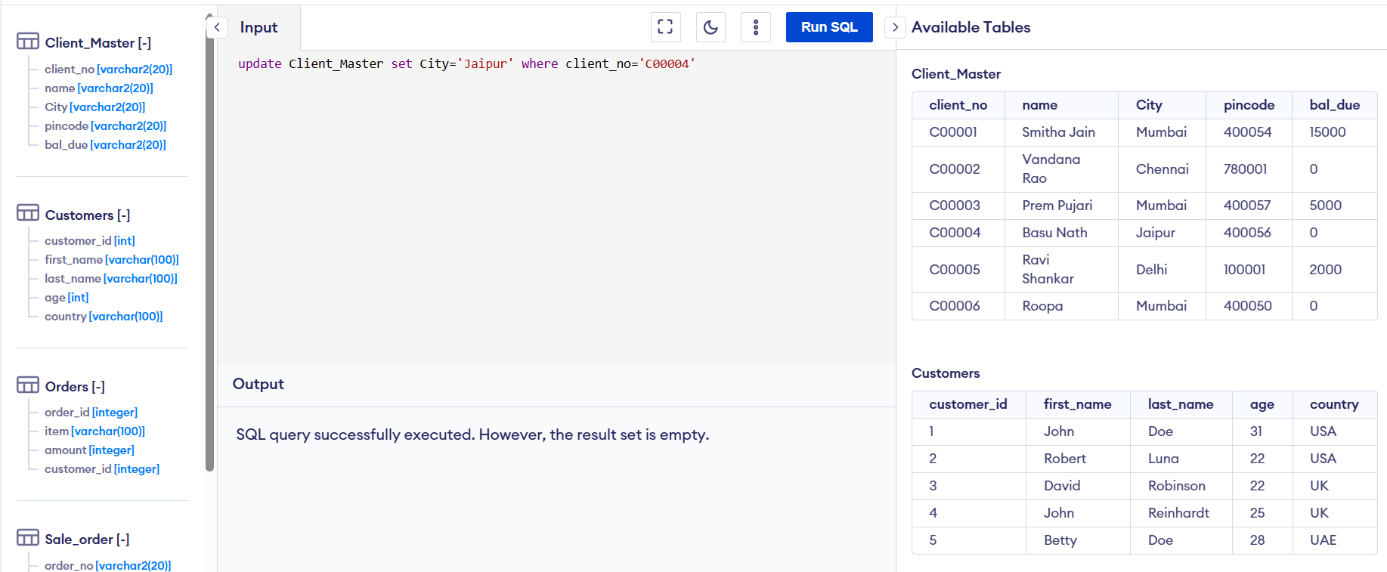 Client_Master [-]
client_no [varchar2(20)]
name [varchar2(20)]
City [varchar2(20)]
pincode [varchar2(20)]
bal_due [varchar2(20)]
Customers [-]
customer_id [int]
first_name [varchar(100)]
last_name [varchar(100)]
age [int]
country [varchar(100)]
Orders [-]
order_id [integer]
item [varchar(100)]
amount [integer]
customer_id [integer]
Sale_order [-]
order_no [varchar2(20)]
Input
Run SQL
update Client_Master set City='Jaipur' where client_no='C00004'
Output
SQL query successfully executed. However, the result set is empty.
Available Tables
Client_Master
client_no name City pincode bal_due
C00001 Smitha Jain Mumbai 400054 15000
C00002 Vandana Rao Chennai 780001 0
C00003 Prem Pujari Mumbai 400057 5000
C00004 Basu Nath Jaipur 400056 0
C00005 Ravi Shankar Delhi 100001 2000
C00006 Roopa Mumbai 400050 0
Customers
customer_id first_name last_name age country
1 John Doe 31 USA
2 Robert Luna 22 USA
3 David Robinson 22 UK
4 John Reinhardt 25 UK
5 Betty Doe 28 UAE